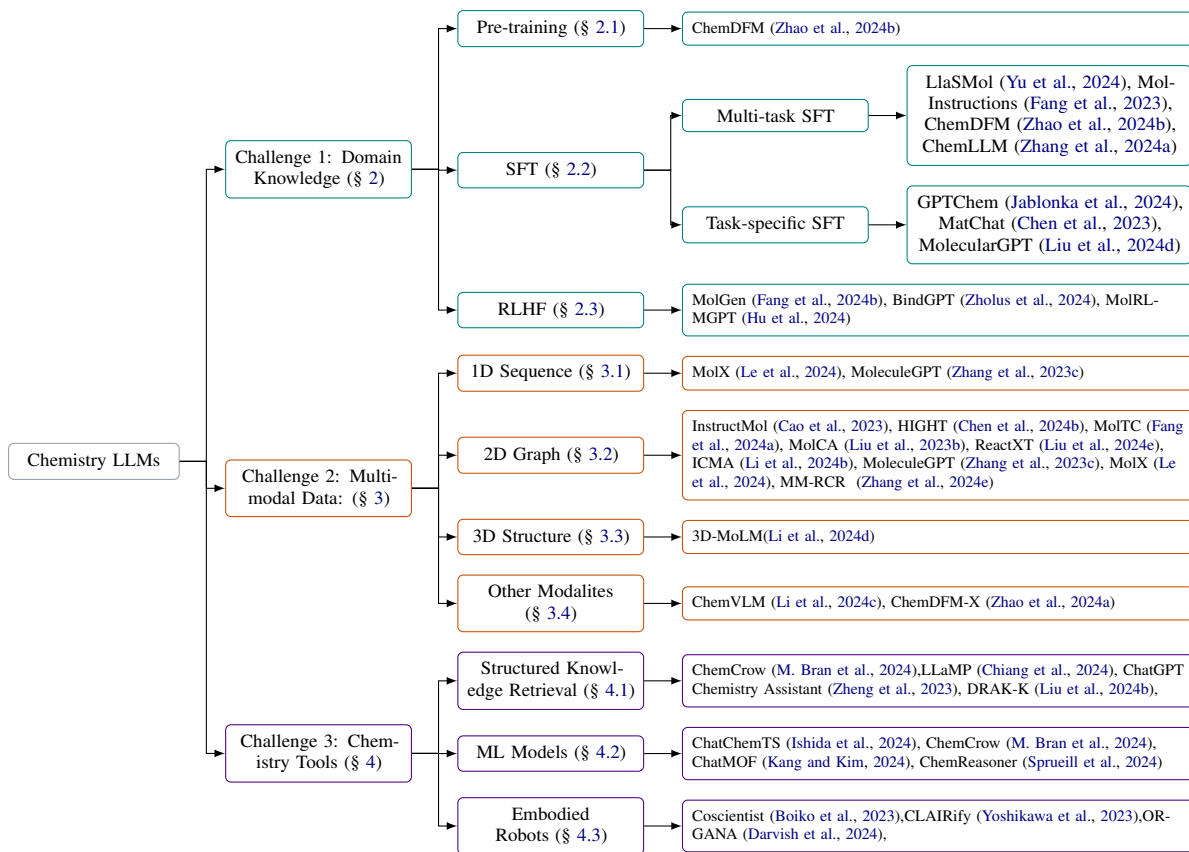 Chemistry LLMs
Challenge 1: Domain
Knowledge (§ 2)
Pre-training (§ 2.1)
ChemDFM (Zhao et al., 2024b)
SFT (§ 2.2)
Multi-task SFT
LlaSMol (Yu et al., 2024), Mol-
Instructions (Fang et al., 2023),
ChemDFM (Zhao et al., 2024b),
ChemLLM (Zhang et al., 2024a)
Task-specific SFT
GPTChem (Jablonka et al., 2024),
MatChat (Chen et al., 2023),
MolecularGPT (Liu et al., 2024d)
RLHF (§ 2.3)
MolGen (Fang et al., 2024b), BindGPT (Zholus et al., 2024), MolRL-
MGPT (Hu et al., 2024)
Challenge 2: Multi-
modal Data: (§ 3)
1D Sequence (§ 3.1)
MolX (Le et al., 2024), MoleculeGPT (Zhang et al., 2023c)
2D Graph (§ 3.2)
InstructMol (Cao et al., 2023), HIGHT (Chen et al., 2024b), MolTC (Fang
et al., 2024a), MolCA (Liu et al., 2023b), ReactXT (Liu et al., 2024e),
ICMA (Li et al., 2024b), MoleculeGPT (Zhang et al., 2023c), MolX (Le
et al., 2024), MM-RCR (Zhang et al., 2024e)
3D Structure (§ 3.3)
3D-MoLM(Li et al., 2024d)
Other Modalites
(§ 3.4)
ChemVLM (Li et al., 2024c), ChemDFM-X (Zhao et al., 2024a)
Challenge 3: Chem-
istry Tools (§ 4)
Structured Knowl-
edge Retrieval (§ 4.1)
ChemCrow (M. Bran et al., 2024),LLaMP (Chiang et al., 2024), ChatGPT
Chemistry Assistant (Zheng et al., 2023), DRAK-K (Liu et al., 2024b),
ML Models (§ 4.2)
ChatChemTS (Ishida et al., 2024), ChemCrow (M. Bran et al., 2024),
ChatMOF (Kang and Kim, 2024), ChemReasoner (Sprueill et al., 2024)
Embodied
Robots (§ 4.3)
Coscientist (Boiko et al., 2023),CLAIRify (Yoshikawa et al., 2023),OR-
GANA (Darvish et al., 2024),